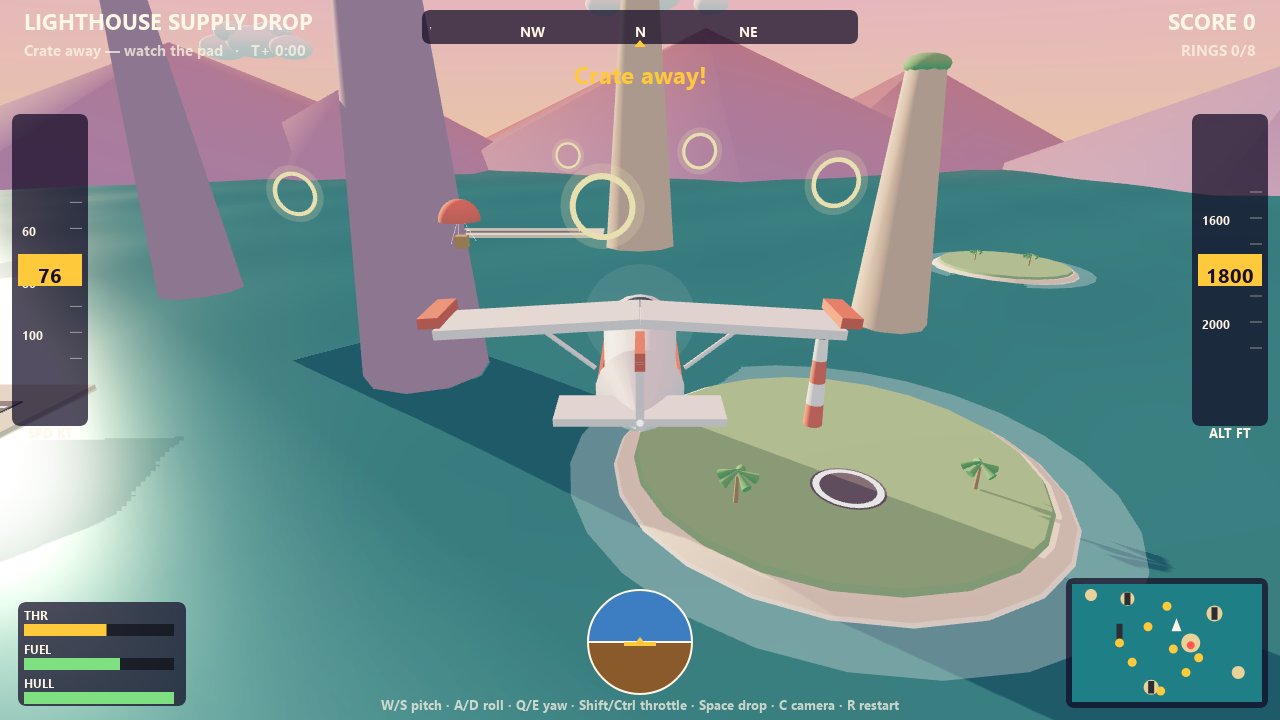 LIGHTHOUSE SUPPLY DROP
Crate away — watch the pad · T+ 0:00
NW N NE
SCORE 0
RINGS 0/8
Crate away!
60
76
100
SPD KT
1600
1800
2000
ALT FT
THR
FUEL
HULL
W/S pitch · A/D roll · Q/E yaw · Shift/Ctrl throttle · Space drop · C camera · R restart